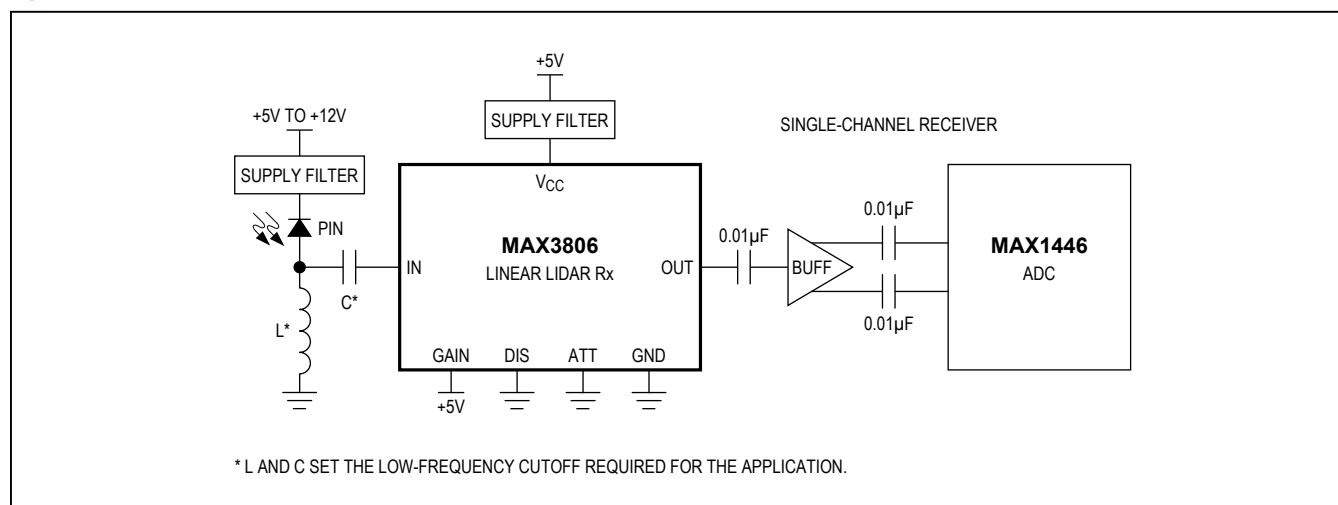 +5V
+5V TO +12V
SUPPLY FILTER
SINGLE-CHANNEL RECEIVER
SUPPLY FILTER
VCC
PIN
0.01µF
0.01µF
MAX3806
LINEAR LIDAR Rx
MAX1446
ADC
IN
OUT
BUFF
C*
L*
0.01µF
GAIN
DIS
ATT
GND
+5V
* L AND C SET THE LOW-FREQUENCY CUTOFF REQUIRED FOR THE APPLICATION.